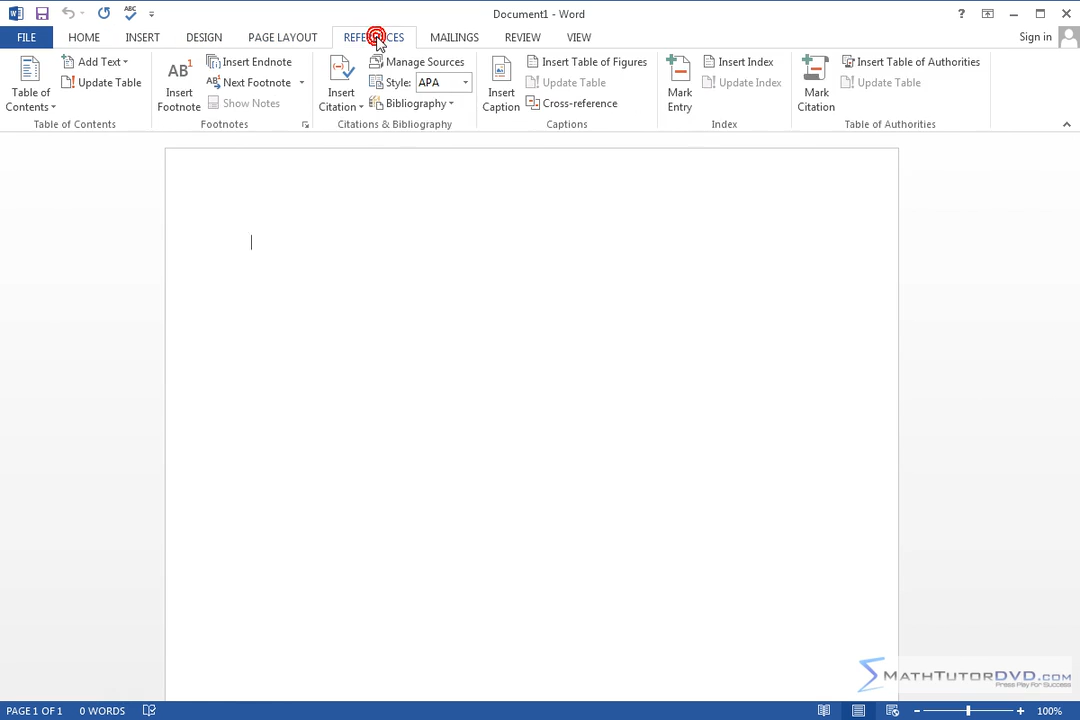 ABC
Document1 - Word
?
FILE HOME INSERT DESIGN PAGE LAYOUT REFERENCES MAILINGS REVIEW VIEW Sign in
Table of
Contents
Add Text
Update Table
Table of Contents
AB1
Insert
Footnote
Insert Endnote
AB1 Next Footnote
Show Notes
Footnotes
Insert
Citation
Manage Sources
Style: APA
Bibliography
Citations & Bibliography
Insert
Caption
Insert Table of Figures
Update Table
Cross-reference
Captions
Mark
Entry
Insert Index
Update Index
Index
Mark
Citation
Insert Table of Authorities
Update Table
Table of Authorities
MATHTUTORDVD.COM
Press Play For Success
PAGE 1 OF 1 0 WORDS
100%